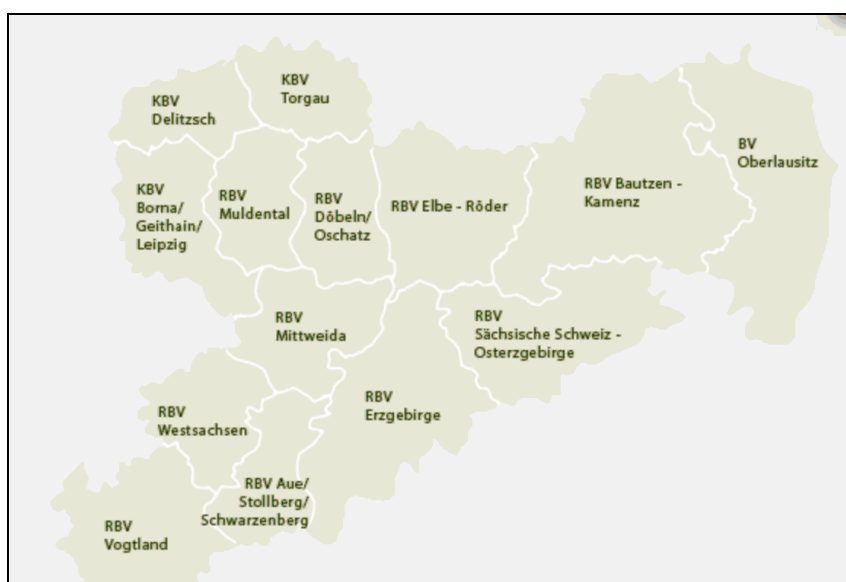 KBV
Torgau
KBV
Delitzsch
BV
Oberlausitz
KBV
Borna/
Geithain/
Leipzig
RBV
Muldental
RBV
Döbeln/
Oschatz
RBV Elbe - Röder
RBV Bautzen -
Kamenz
RBV
Mittweida
RBV
Sächsische Schweiz -
Osterzgebirge
RBV
Erzgebirge
RBV
Westsachsen
RBV Aue/
Stollberg/
Schwarzenberg
RBV
Vogtland